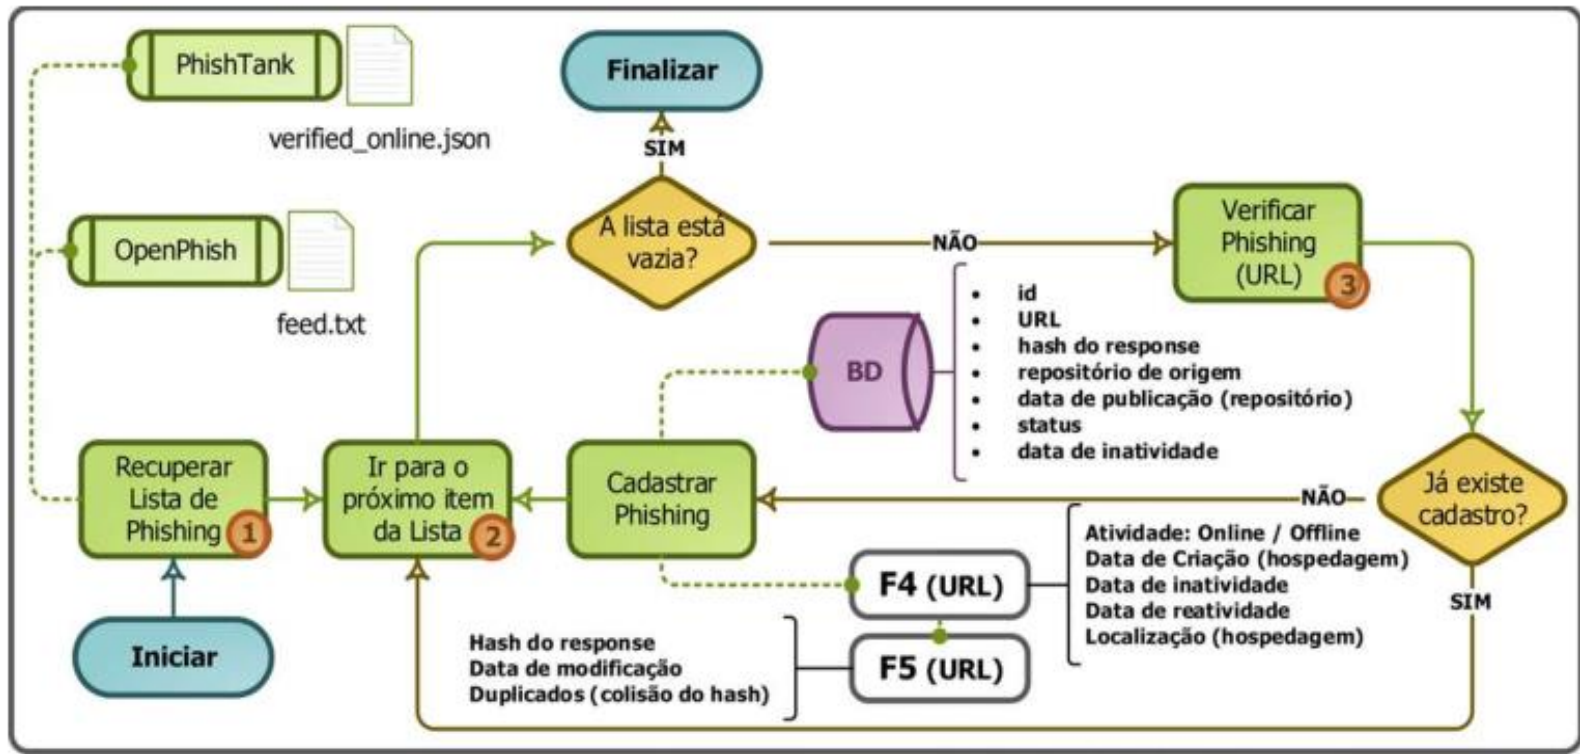 PhishTank
verified_online.json
OpenPhish
feed.txt
Finalizar
SIM
A lista está
vazia?
NÃO
Verificar
Phishing
(URL)
3
BD
• id
• URL
• hash do response
• repositório de origem
• data de publicação (repositório)
• status
• data de inatividade
Recuperar
Lista de
Phishing
1
Ir para o
próximo item
da Lista
2
Cadastrar
Phishing
NÃO
Já existe
cadastro?
SIM
F4 (URL)
Atividade: Online / Offline
Data de Criação (hospedagem)
Data de inatividade
Data de reatividade
Localização (hospedagem)
Iniciar
Hash do response
Data de modificação
Duplicados (colisão do hash)
F5 (URL)